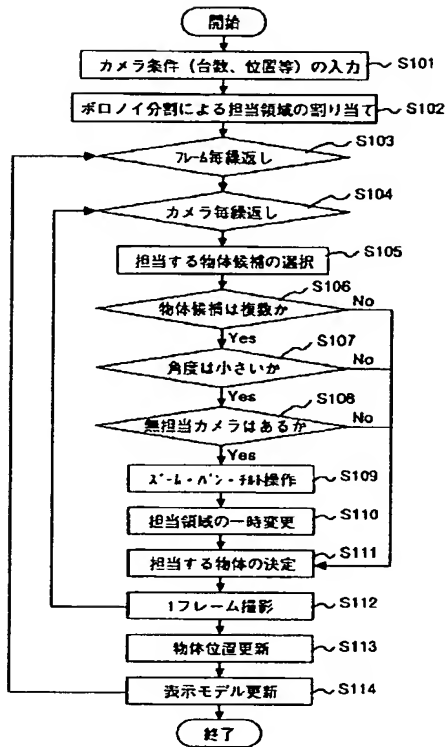 開始
カメラ条件（台数、位置等）の入力 S101
ボロノイ分割による担当領域の割り当て S102
フレーム毎繰返し S103
カメラ毎繰返し S104
担当する物体候補の選択 S105
物体候補は複数か S106
No
Yes
角度は小さいか S107
No
Yes
無担当カメラはあるか S108
No
Yes
ズーム・パン・チルト操作 S109
担当領域の一時変更 S110
担当する物体の決定 S111
1フレーム撮影 S112
物体位置更新 S113
表示モデル更新 S114
終了